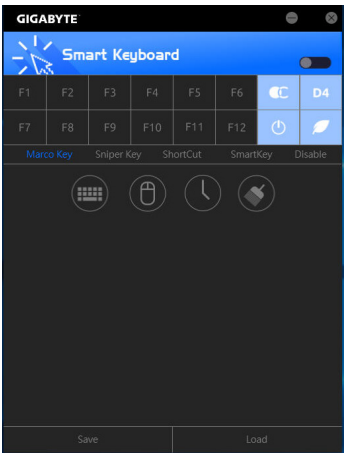 GIGABYTE
Smart Keyboard
F1 F2 F3 F4 F5 F6 D4
F7 F8 F9 F10 F11 F12
Marco Key Sniper Key ShortCut SmartKey Disable
Save Load